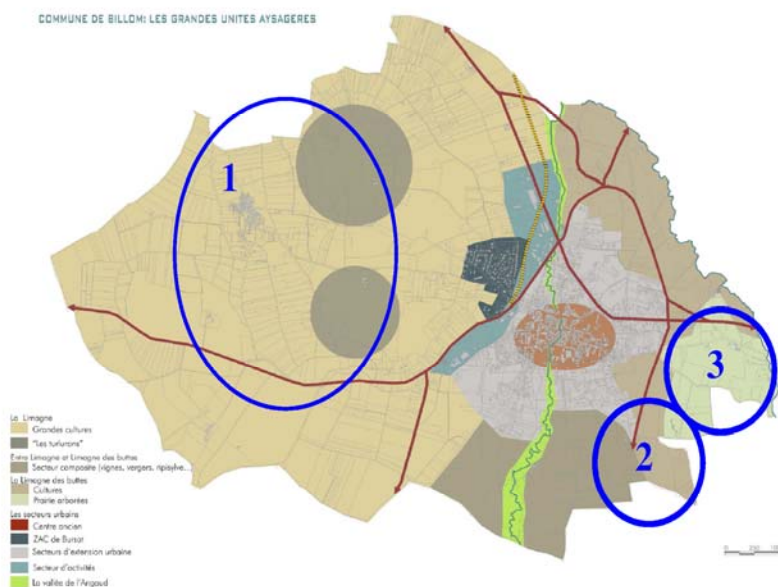 COMMUNE DE BILLOM: LES GRANDES UNITES AYSAGERES
1
3
2
La Limagne
Grandes cultures
"Les turlurons"
Entre Limagne et Limagne des buttes
Secteur composite (vignes, vergers, ripisylve...
La Limagne des buttes
Cultures
Prairie arborées
Les secteurs urbains
Centre ancien
ZAC de Bursat
Secteurs d'extension urbaine
Secteur d'activités
La vallée de l'Angaud